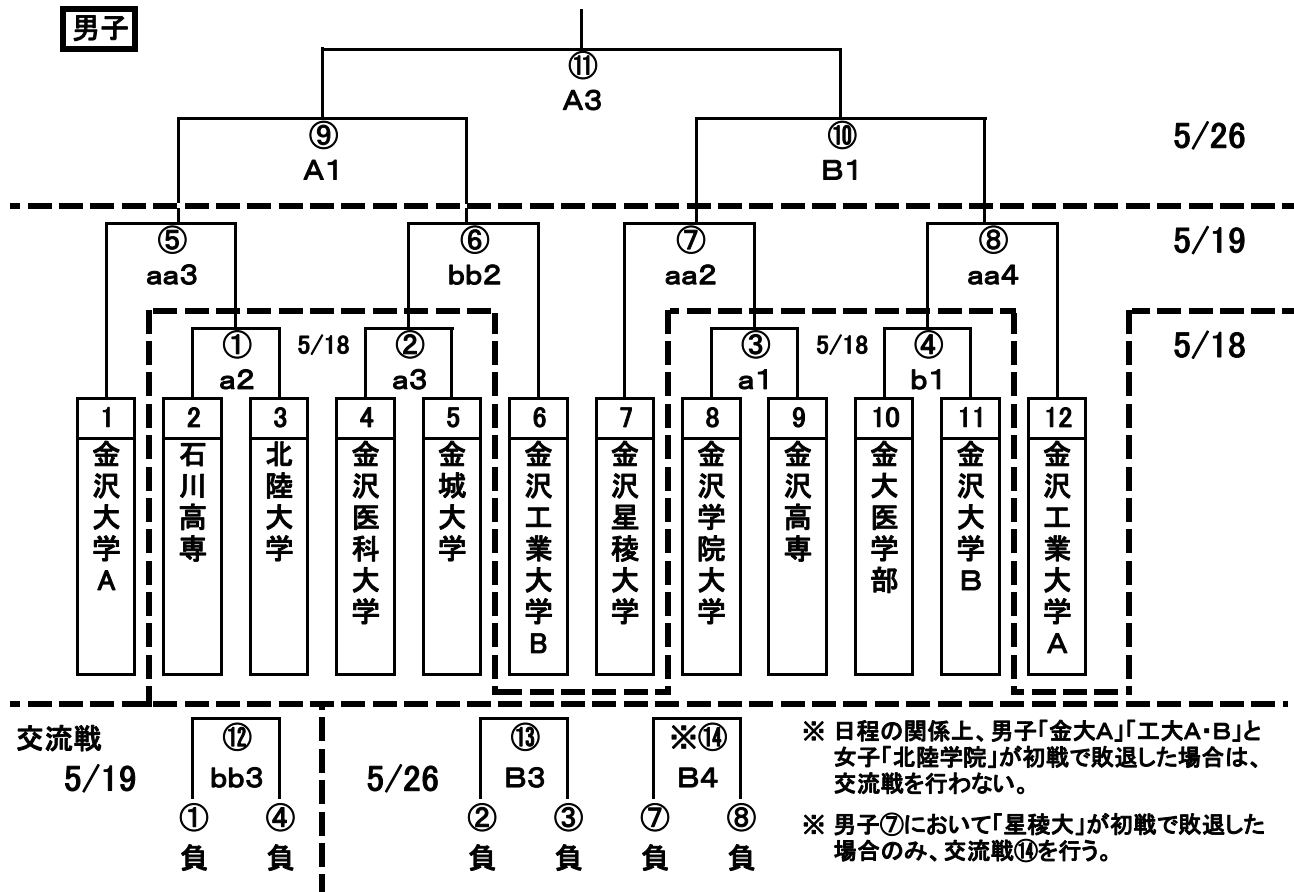 男子
⑪
A3
⑨
A1
⑩
B1
5/26
⑤
aa3
⑥
bb2
⑦
aa2
⑧
aa4
5/19
①
a2
5/18
②
a3
③
a1
5/18
④
b1
5/18
1
金沢大学A
2
石川高専
3
北陸大学
4
金沢医科大学
5
金城大学
6
金沢工業大学B
7
金沢星稜大学
8
金沢学院大学
9
金沢高専
10
金大医学部
11
金沢大学B
12
金沢工業大学A
交流戦
5/19
⑫
bb3
①
負
④
負
5/26
⑬
B3
②
負
③
負
※⑭
B4
⑦
負
⑧
負
※ 日程の関係上、男子「金大A」「工大A・B」と
女子「北陸学院」が初戦で敗退した場合は、
交流戦を行わない。
※ 男子⑦において「星稜大」が初戦で敗退した
場合のみ、交流戦⑭を行う。